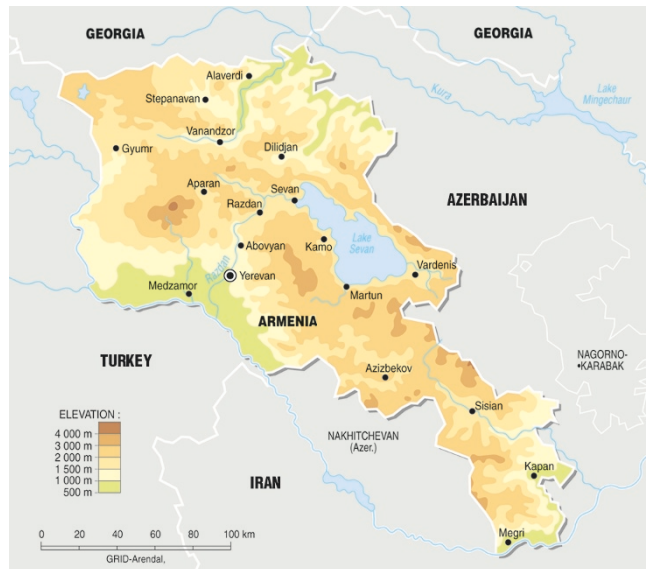 GEORGIA
GEORGIA
Alaverdi
Stepanavan
Kura
Lake
Mingechaur
Vanandzor
Gyumr
Dilidjan
Aparan
Sevan
AZERBAIJAN
Razdan
Lake
Sevan
Kamo
Abovyan
Razdan
Yerevan
Vardenis
Medzamor
Martun
ARMENIA
TURKEY
NAGORNO-
KARABAK
Azizbekov
Sisian
ELEVATION :
4 000 m
3 000 m
2 000 m
1 500 m
1 000 m
500 m
NAKHITCHEVAN
(Azer.)
IRAN
Kapan
Megri
0 20 40 60 80 100 km
GRID-Arendal,